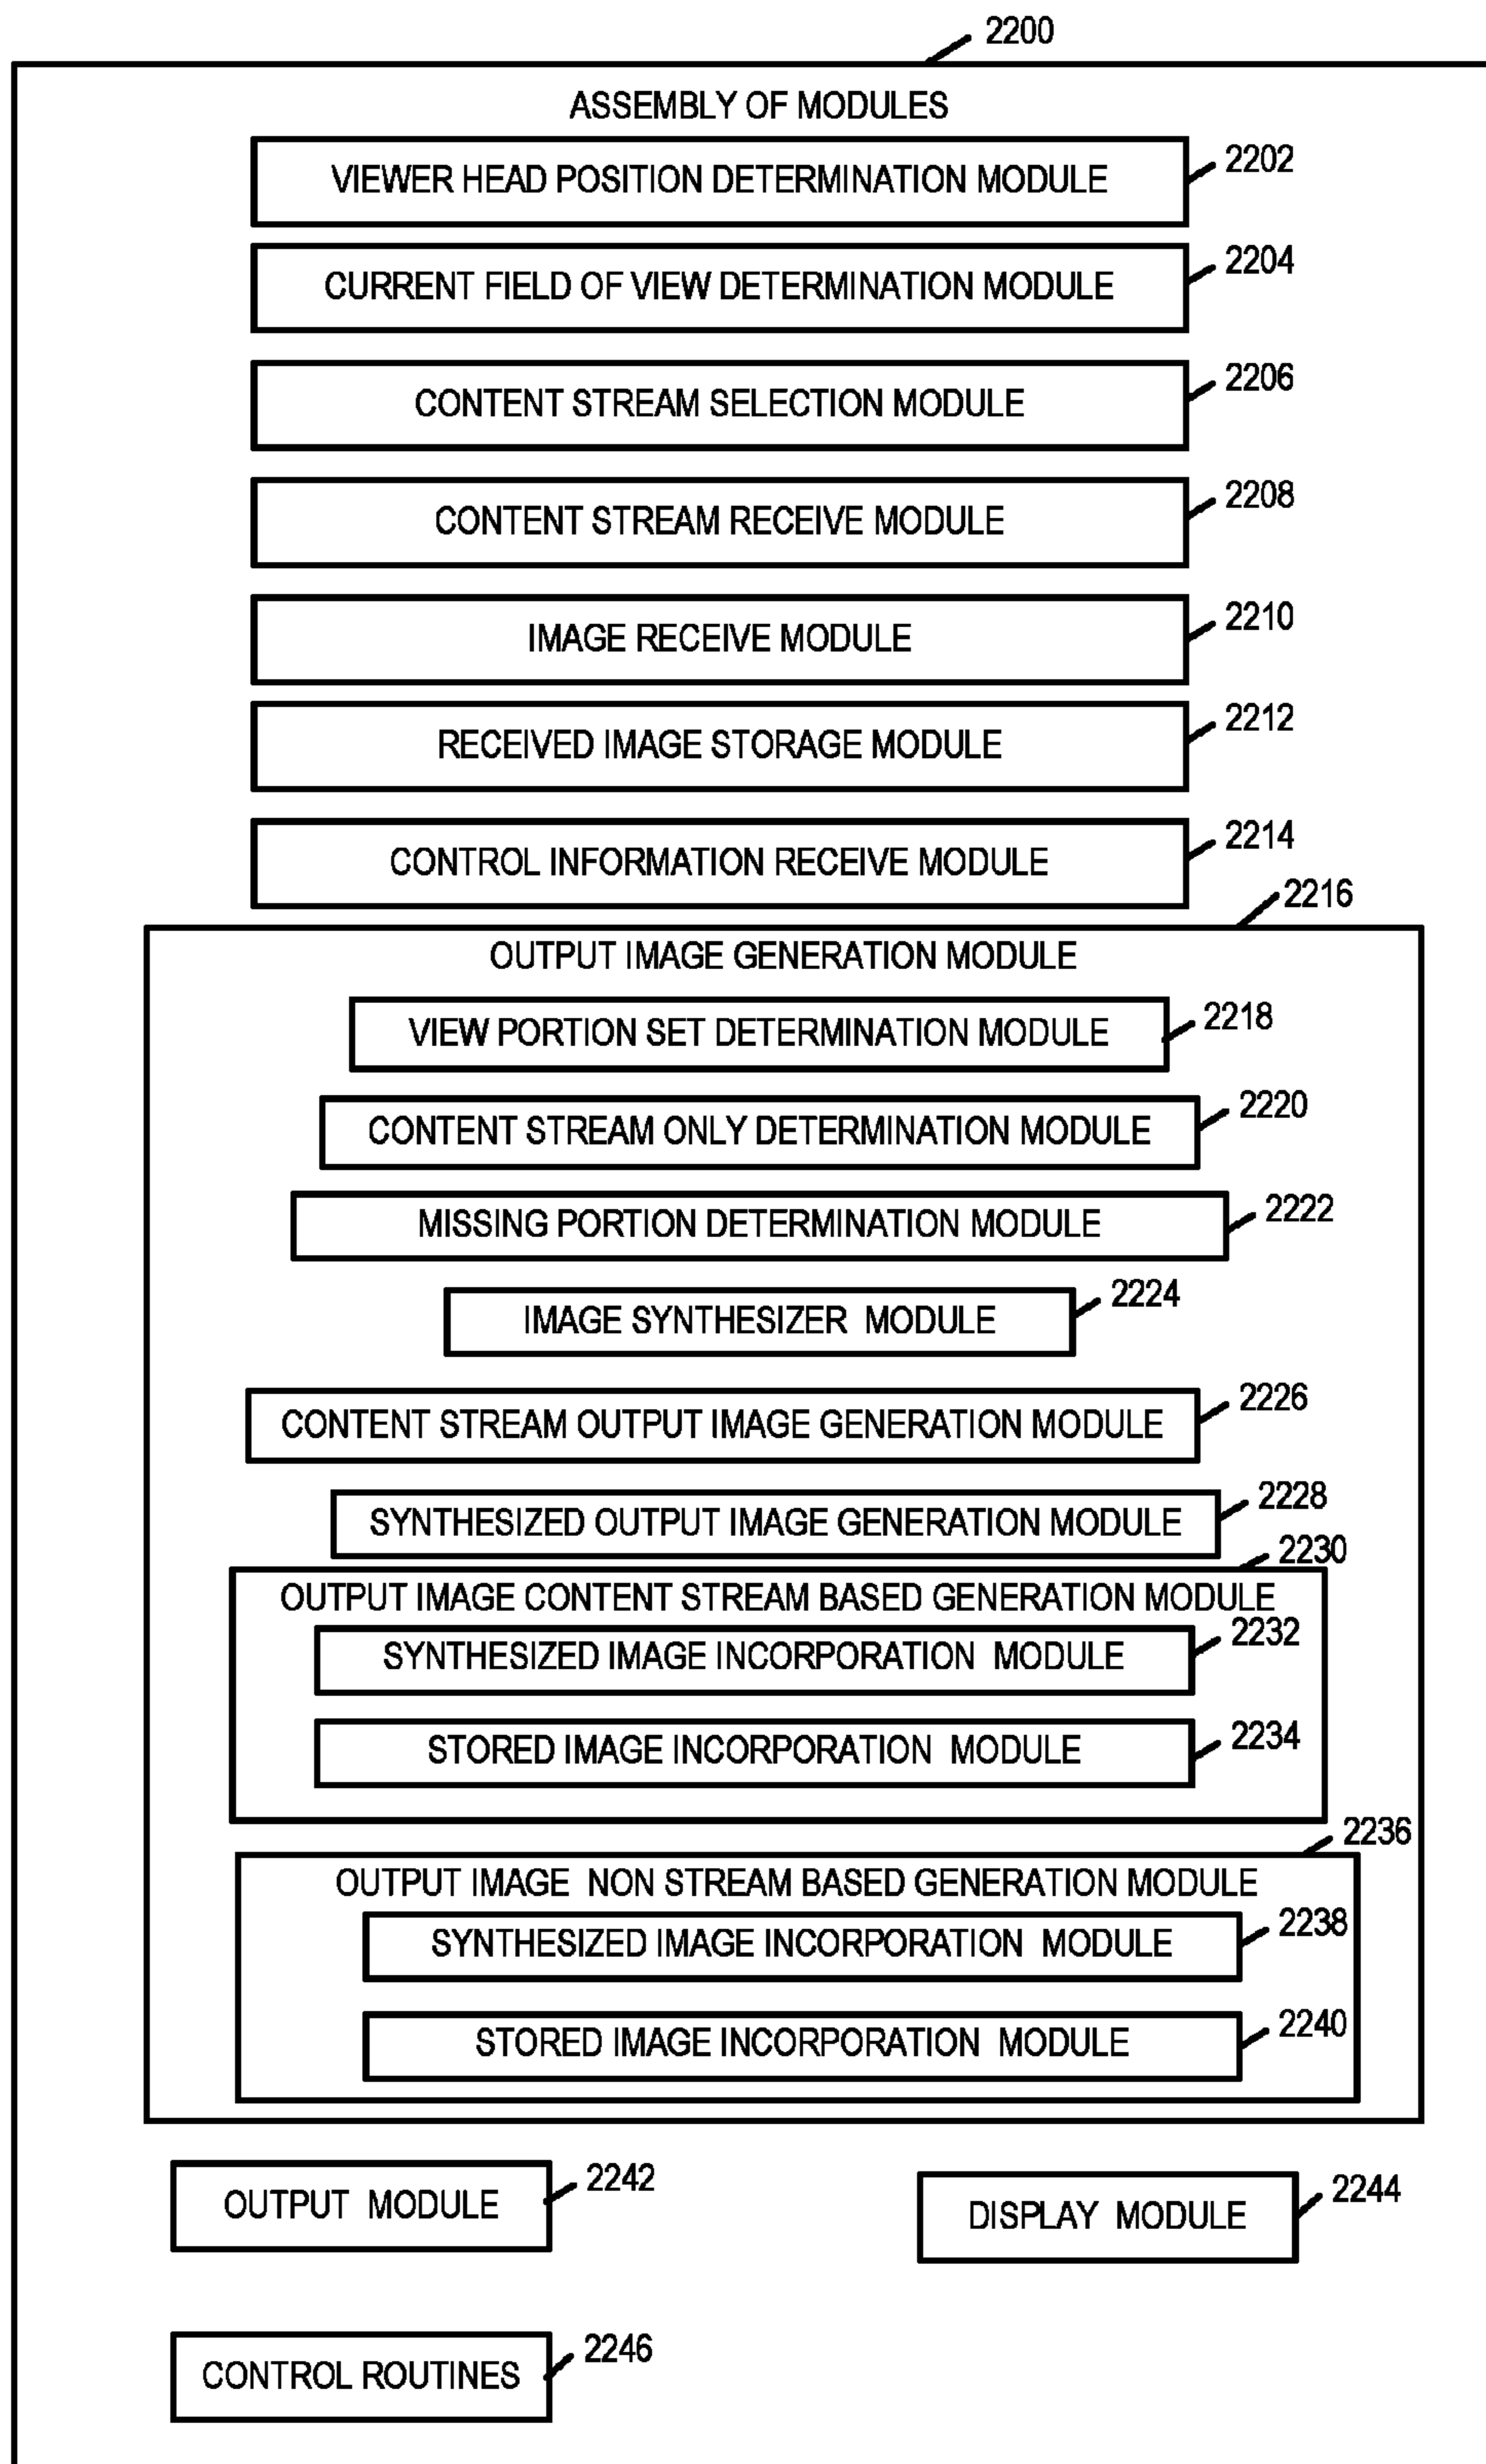 2200
ASSEMBLY OF MODULES
VIEWER HEAD POSITION DETERMINATION MODULE
2202
CURRENT FIELD OF VIEW DETERMINATION MODULE
2204
CONTENT STREAM SELECTION MODULE
2206
CONTENT STREAM RECEIVE MODULE
2208
IMAGE RECEIVE MODULE
2210
RECEIVED IMAGE STORAGE MODULE
2212
CONTROL INFORMATION RECEIVE MODULE
2214
2216
OUTPUT IMAGE GENERATION MODULE
VIEW PORTION SET DETERMINATION MODULE
2218
CONTENT STREAM ONLY DETERMINATION MODULE
2220
MISSING PORTION DETERMINATION MODULE
2222
IMAGE SYNTHESIZER MODULE
2224
CONTENT STREAM OUTPUT IMAGE GENERATION MODULE
2226
SYNTHESIZED OUTPUT IMAGE GENERATION MODULE
2228
2230
OUTPUT IMAGE CONTENT STREAM BASED GENERATION MODULE
SYNTHESIZED IMAGE INCORPORATION MODULE
2232
STORED IMAGE INCORPORATION MODULE
2234
2236
OUTPUT IMAGE NON STREAM BASED GENERATION MODULE
SYNTHESIZED IMAGE INCORPORATION MODULE
2238
STORED IMAGE INCORPORATION MODULE
2240
OUTPUT MODULE
2242
DISPLAY MODULE
2244
CONTROL ROUTINES
2246